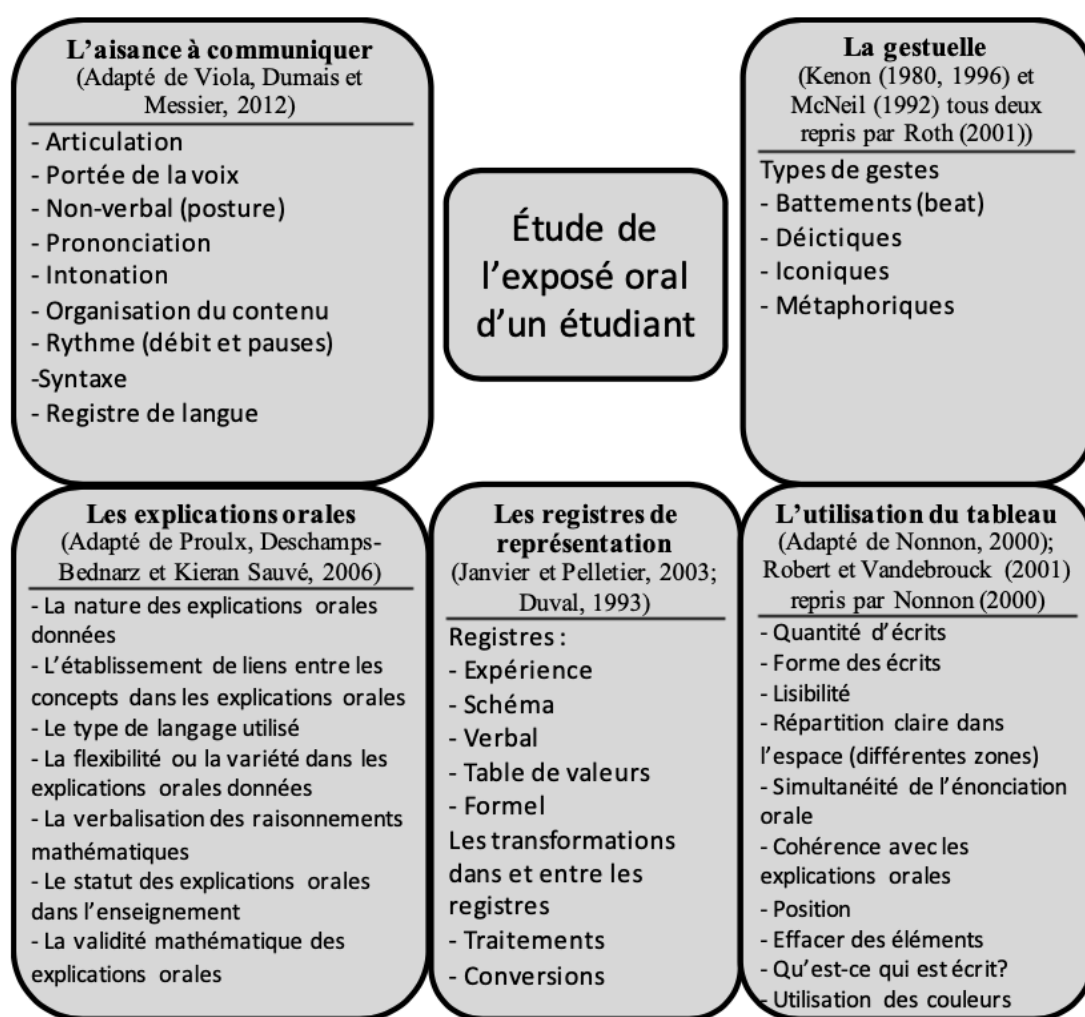 L'aisance à communiquer
(Adapté de Viola, Dumais et
Messier, 2012)
- Articulation
- Portée de la voix
- Non-verbal (posture)
- Prononciation
- Intonation
- Organisation du contenu
- Rythme (débit et pauses)
-Syntaxe
- Registre de langue
Étude de
l'exposé oral
d'un étudiant
La gestuelle
(Kenon (1980, 1996) et
McNeil (1992) tous deux
repris par Roth (2001))
Types de gestes
- Battements (beat)
- Déictiques
- Iconiques
- Métaphoriques
Les explications orales
(Adapté de Proulx, Deschamps-
Bednarz et Kieran Sauvé, 2006)
- La nature des explications orales
données
- L'établissement de liens entre les
concepts dans les explications orales
- Le type de langage utilisé
- La flexibilité ou la variété dans les
explications orales données
- La verbalisation des raisonnements
mathématiques
- Le statut des explications orales
dans l'enseignement
- La validité mathématique des
explications orales
Les registres de
représentation
(Janvier et Pelletier, 2003;
Duval, 1993)
Registres :
- Expérience
- Schéma
- Verbal
- Table de valeurs
- Formel
Les transformations
dans et entre les
registres
- Traitements
- Conversions
L'utilisation du tableau
(Adapté de Nonnon, 2000);
Robert et Vandebrouck (2001)
repris par Nonnon (2000)
- Quantité d'écrits
- Forme des écrits
- Lisibilité
- Répartition claire dans
l'espace (différentes zones)
- Simultanéité de l'énonciation
orale
- Cohérence avec les
explications orales
- Position
- Effacer des éléments
- Qu'est-ce qui est écrit?
- Utilisation des couleurs